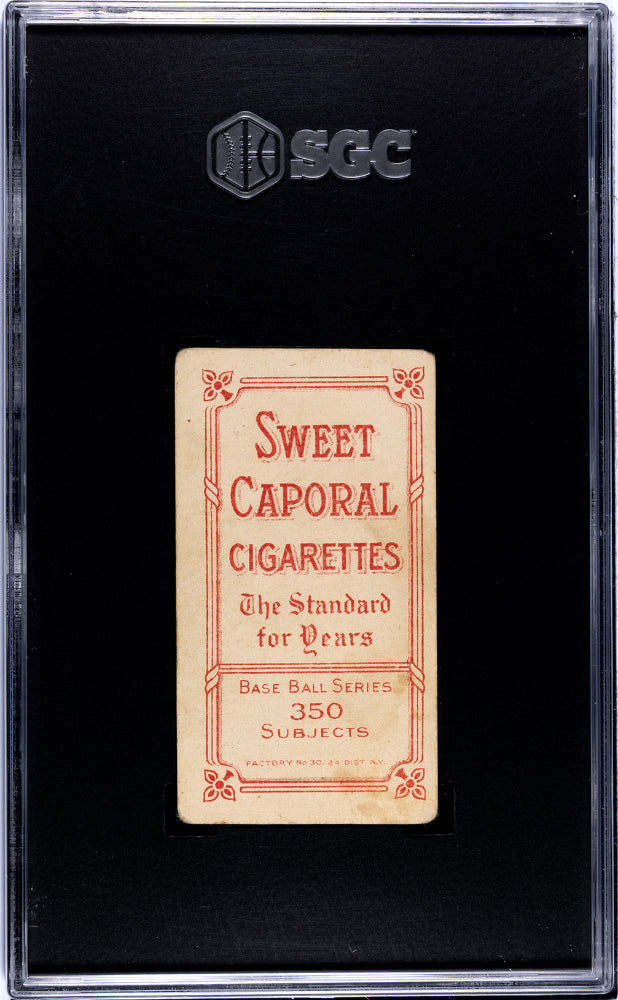 SGC
SWEET
CAPORAL
CIGARETTES
The Standard
for Years
BASE BALL SERIES
350
SUBJECTS
FACTORY No 30, 2d DIST. N.Y.